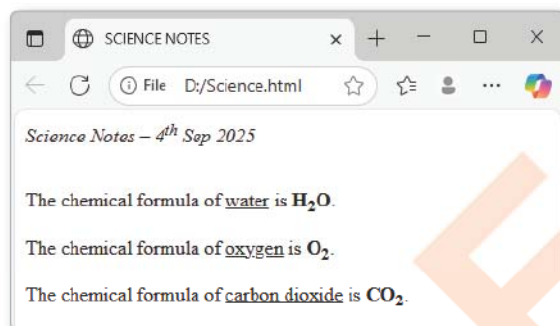 SCIENCE NOTES
File D:/Science.html
Science Notes – 4th Sep 2025
The chemical formula of water is H₂O.
The chemical formula of oxygen is O₂.
The chemical formula of carbon dioxide is CO₂.